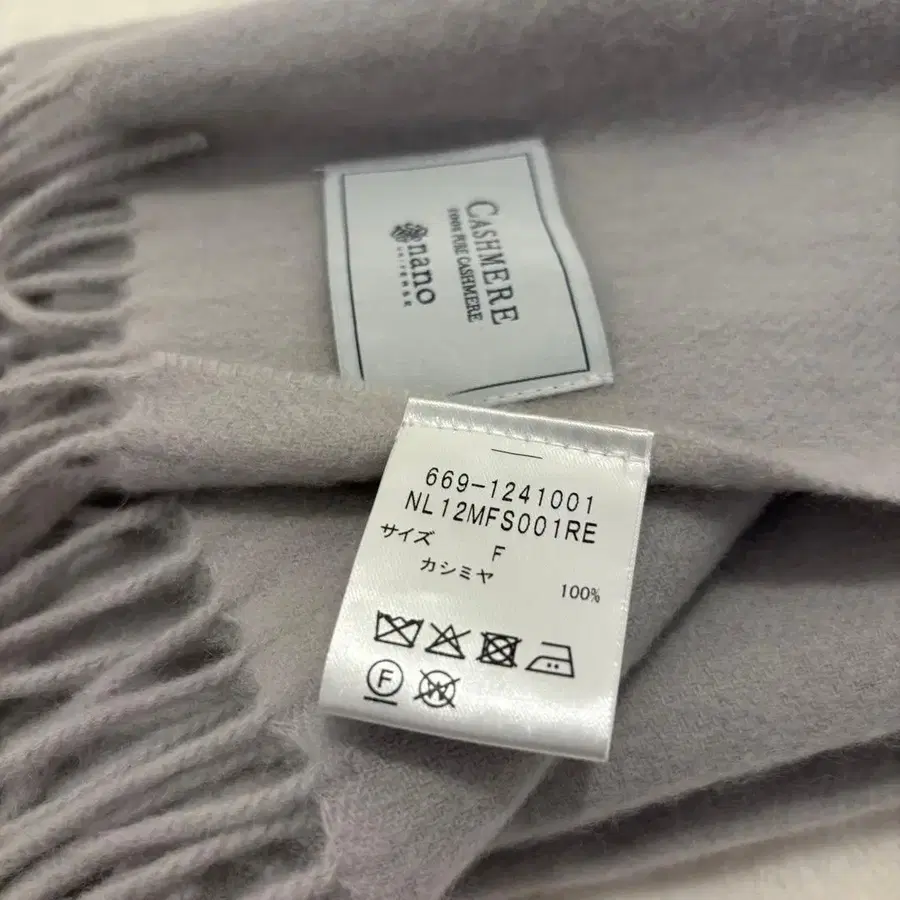 CASHMERE
100% PURE CASHMERE
nano
UNIVERSE
669-1241001
NL12MFS001RE
サイズ F
カシミヤ 100%
F W